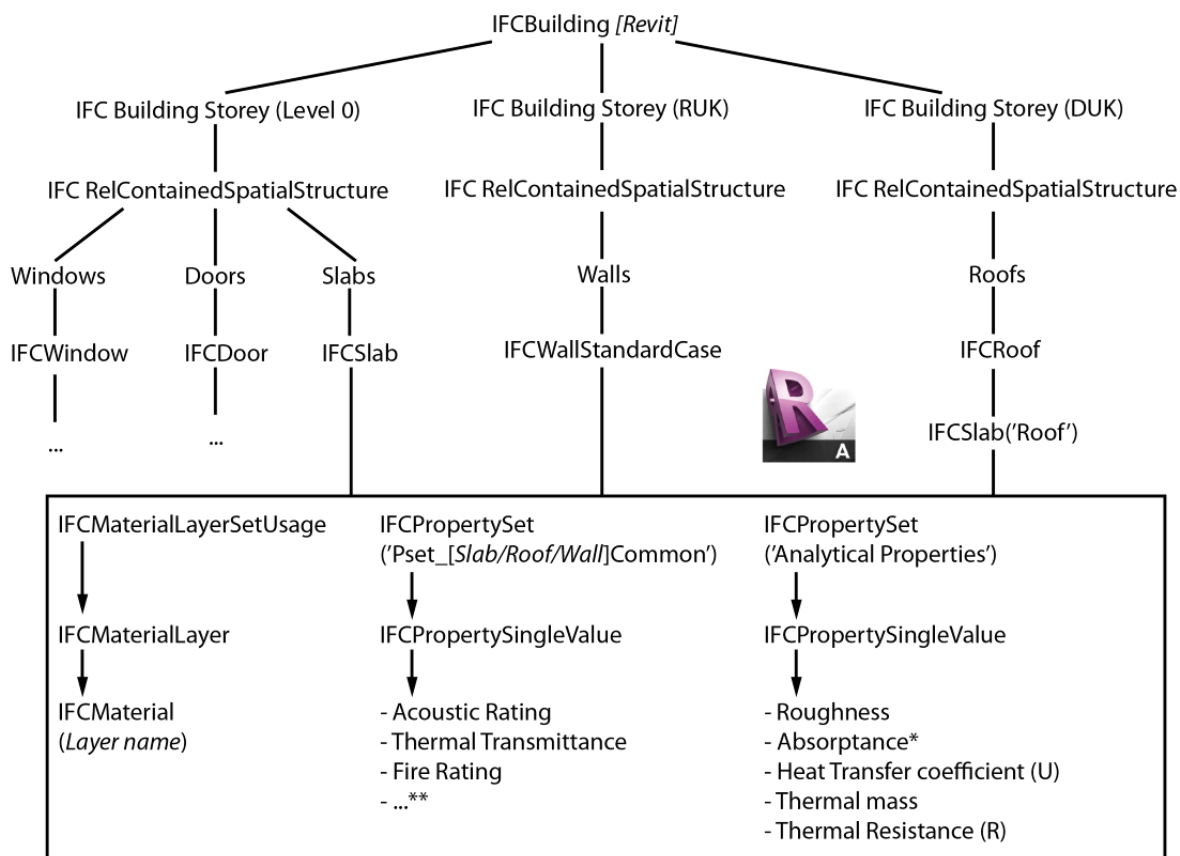 IFCBuilding [Revit]
IFC Building Storey (Level 0)
IFC Building Storey (RUK)
IFC Building Storey (DUK)
IFC RelContainedSpatialStructure
IFC RelContainedSpatialStructure
IFC RelContainedSpatialStructure
Windows
Doors
Slabs
Walls
Roofs
IFCWindow
IFCDoor
IFCSlab
IFCWallStandardCase
IFCRoof
...
...
R
A
IFCSlab('Roof')
IFCMaterialLayerSetUsage
IFCMaterialLayer
IFCMaterial
(Layer name)
IFCPropertySet
('Pset_[Slab/Roof/Wall]Common')
IFCPropertySingleValue
- Acoustic Rating
- Thermal Transmittance
- Fire Rating
- ...**
IFCPropertySet
('Analytical Properties')
IFCPropertySingleValue
- Roughness
- Absorptance*
- Heat Transfer coefficient (U)
- Thermal mass
- Thermal Resistance (R)